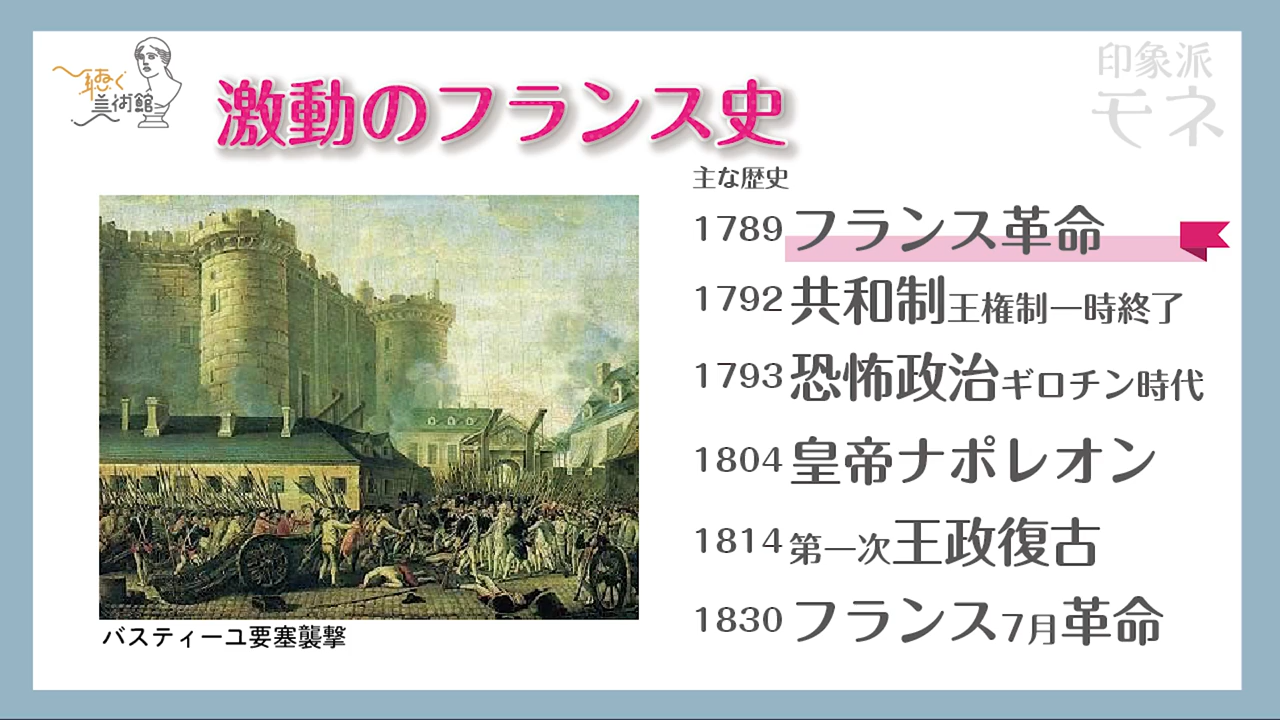 聴く
美術館
激動のフランス史
印象派
モネ
主な歴史
1789 フランス革命
1792 共和制王権制一時終了
1793 恐怖政治ギロチン時代
1804 皇帝ナポレオン
1814 第一次王政復古
1830 フランス7月革命
バスティーユ要塞襲撃